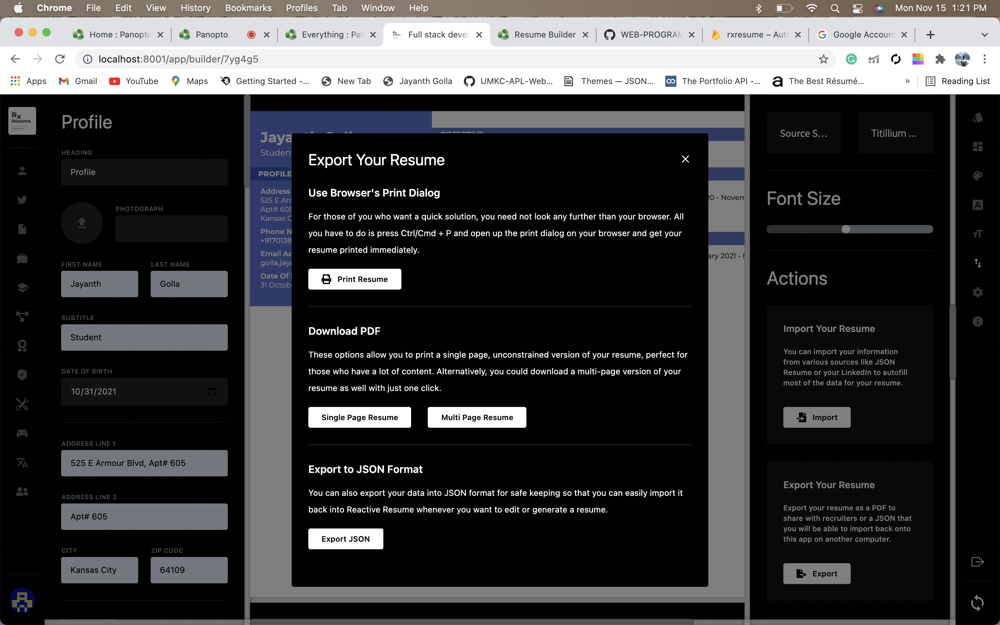 Chrome File Edit View History Bookmarks Profiles Tab Window Help Mon Nov 15 1:21 PM
Home : Panopto Panopto Everything : Pan Full stack devel Resume Builder WEB-PROGRAM rxresume – Auth Google Account
localhost:8001/app/builder/7yg4g5
Apps Gmail YouTube Maps Getting Started -... New Tab Jayanth Golla UMKC-APL-Web... Themes — JSON... The Portfolio API -... The Best Résumé... » Reading List
Rx
Resume
Profile
HEADING
Profile
PHOTOGRAPH
FIRST NAME LAST NAME
Jayanth Golla
SUBTITLE
Student
DATE OF BIRTH
10/31/2021
ADDRESS LINE 1
525 E Armour Blvd, Apt# 605
ADDRESS LINE 2
Apt# 605
CITY ZIP CODE
Kansas City 64109
Student
PROFILE
Address
525 E Arr
Apt# 605
Kansas C
Phone N
+9170138
Email Ad
golla.jaya
Date Of
31 Octob
20 - Novem
ary 2021 -
Export Your Resume
Use Browser's Print Dialog
For those of you who want a quick solution, you need not look any further than your browser. All
you have to do is press Ctrl/Cmd + P and open up the print dialog on your browser and get your
resume printed immediately.
Print Resume
Download PDF
These options allow you to print a single page, unconstrained version of your resume, perfect for
those who have a lot of content. Alternatively, you could download a multi-page version of your
resume as well with just one click.
Single Page Resume Multi Page Resume
Export to JSON Format
You can also export your data into JSON format for safe keeping so that you can easily import it
back into Reactive Resume whenever you want to edit or generate a resume.
Export JSON
Source S... Titillium ...
Font Size
Actions
Import Your Resume
You can import your information
from various sources like JSON
Resume or your LinkedIn to autofill
most of the data for your resume.
Import
Export Your Resume
Export your resume as a PDF to
share with recruiters or a JSON that
you will be able to import back onto
this app on another computer.
Export